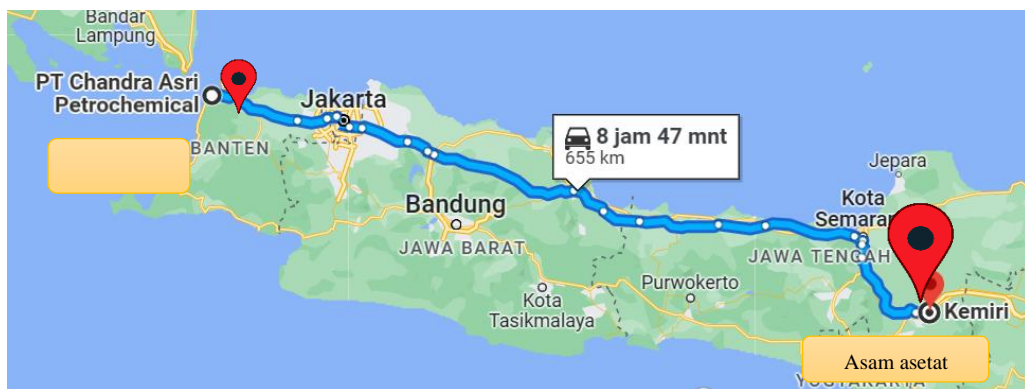 Bandar
Lampung
PT Chandra Asri
Petrochemical
Jakarta
BANTEN
8 jam 47 mnt
655 km
Jepara
Bandung
Kota
JAWA BARAT
JAWA TENGAH
Purwokerto
Kota
Tasikmalaya
Kemiri
Asam asetat